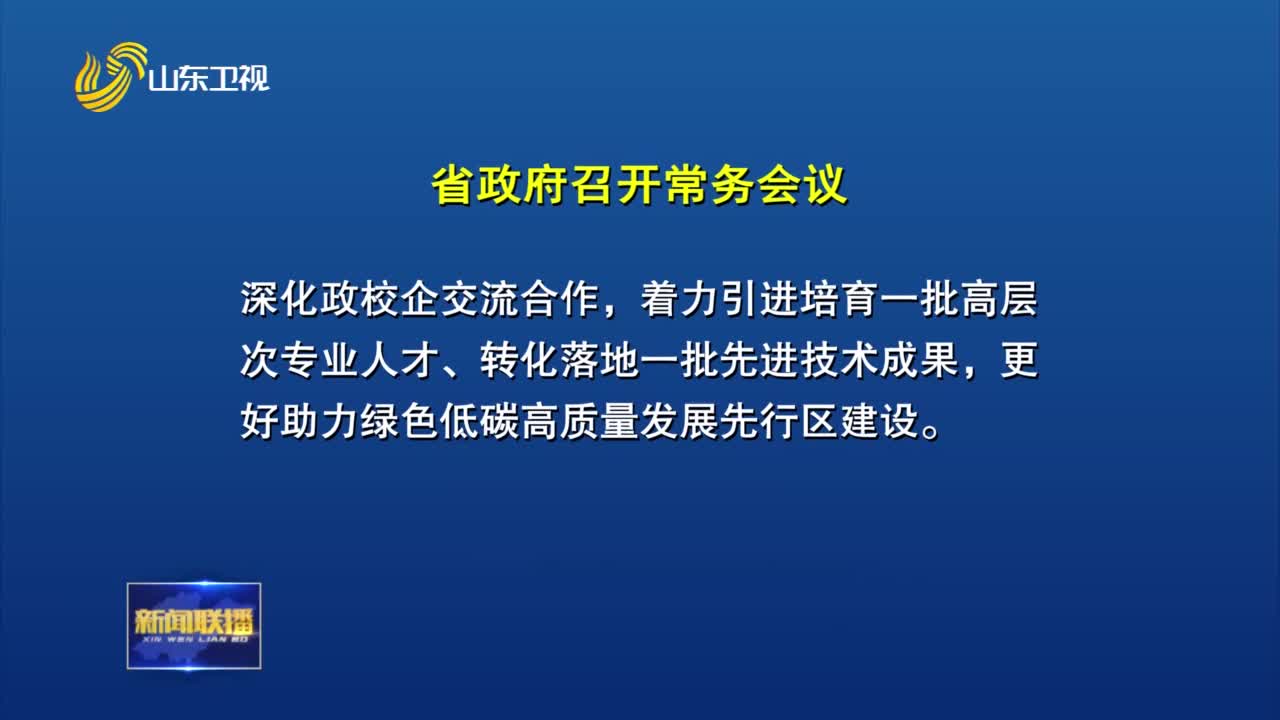 山东卫视
省政府召开常务会议
深化政校企交流合作，着力引进培育一批高层
次专业人才、转化落地一批先进技术成果，更
好助力绿色低碳高质量发展先行区建设。
新闻联播
XIN WEN LIAN BO